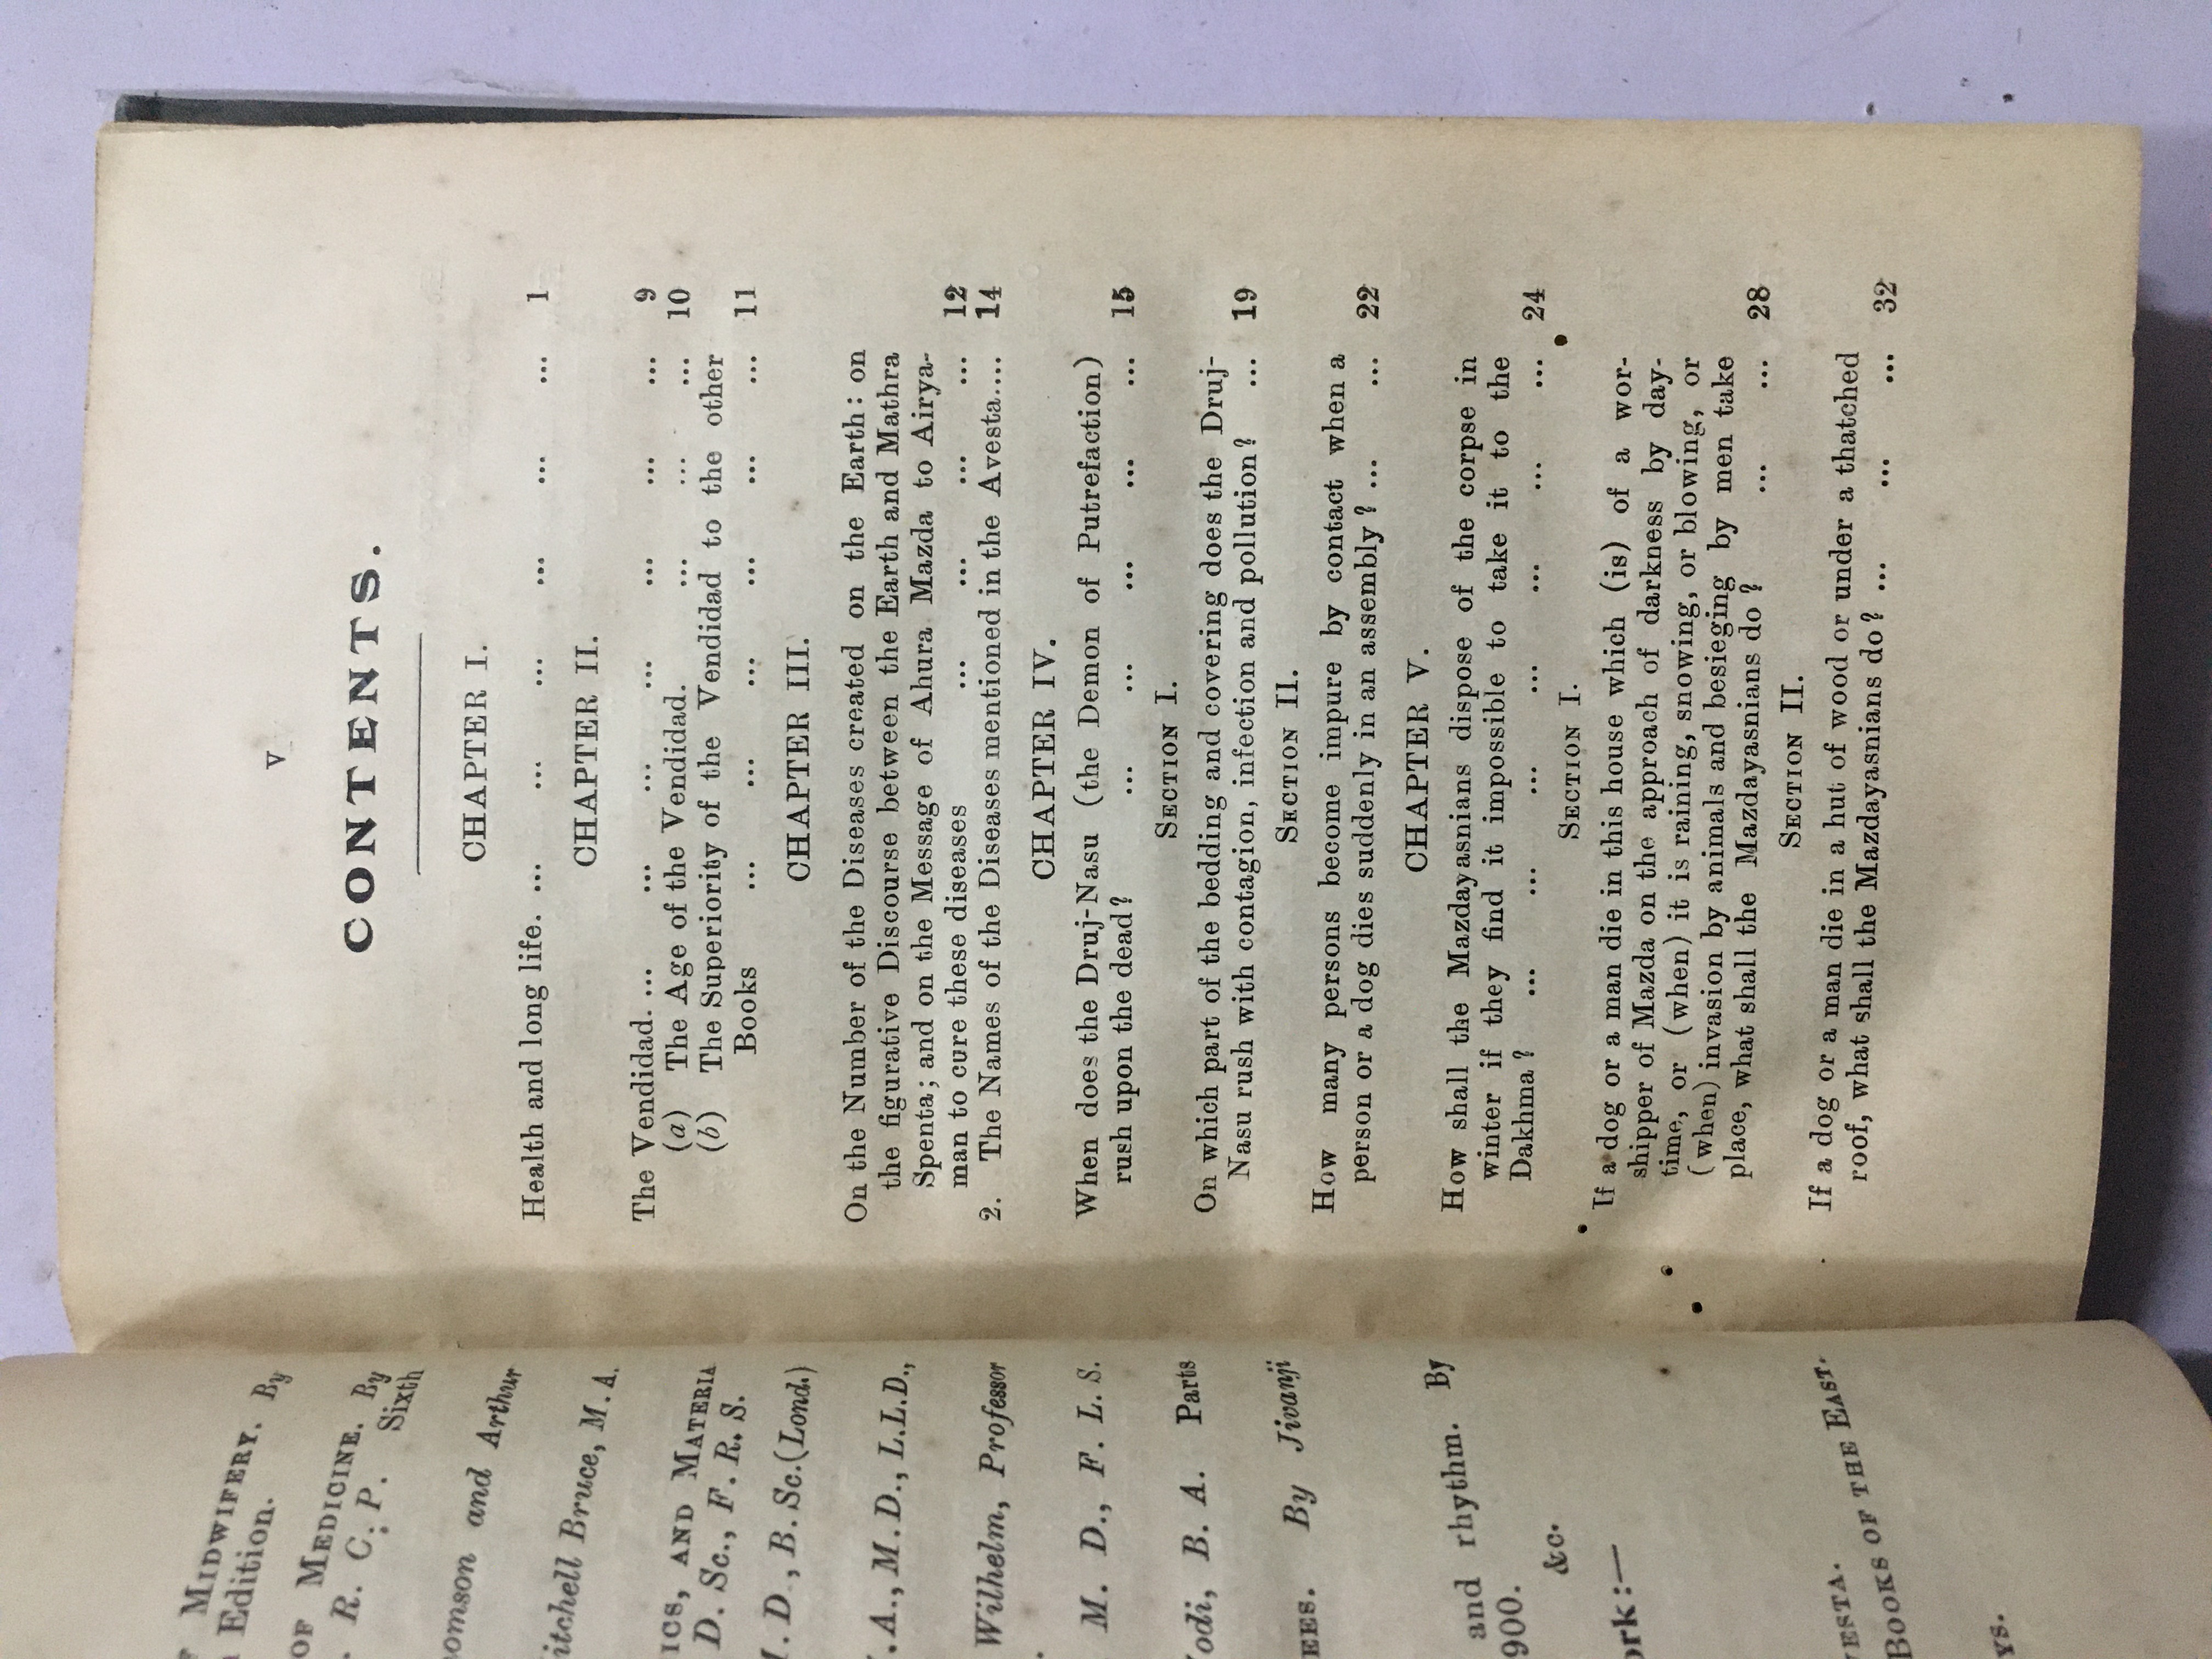 MIDWIFERY. By
Edition.
OF MEDICINE. By
R. C. P. Sixth
and Arthur
Bruce, M. A.
AND MATERIA
D. Sc., F. R. S.
D., B. Sc.(Lond.)
A., M.D., L.L.D.,
Wilhelm, Professor
M. D., F. L. S.
B. A. Parts
By Jivanji
and rhythm. By
900.
&c.
BOOKS OF THE EAST.
V
CONTENTS.
CHAPTER I.
Health and long life. ... ... ... ... ... ... 1
CHAPTER II.
The Vendidad. ... ... ... ... ... ... ... 9
(a) The Age of the Vendidad. ... ... ... 10
(b) The Superiority of the Vendidad to the other
Books ... ... ... ... ... ... 11
CHAPTER III.
On the Number of the Diseases created on the Earth: on
the figurative Discourse between the Earth and Mathra
Spenta; and on the Message of Ahura Mazda to Airya-
man to cure these diseases ... ... ... ... 12
2. The Names of the Diseases mentioned in the Avesta.... 14
CHAPTER IV.
When does the Druj-Nasu (the Demon of Putrefaction)
rush upon the dead? ... ... ... ... ... 15
SECTION I.
On which part of the bedding and covering does the Druj-
Nasu rush with contagion, infection and pollution? ... 19
SECTION II.
How many persons become impure by contact when a
person or a dog dies suddenly in an assembly? ... ... 22
CHAPTER V.
How shall the Mazdayasnians dispose of the corpse in
winter if they find it impossible to take it to the
Dakhma? ... ... ... ... ... ... ... 24
SECTION I.
If a dog or a man die in this house which (is) of a wor-
shipper of Mazda on the approach of darkness by day-
time, or (when) it is raining, snowing, or blowing, or
(when) invasion by animals and besieging by men take
place, what shall the Mazdayasnians do? ... ... 28
SECTION II.
If a dog or a man die in a hut of wood or under a thatched
roof, what shall the Mazdayasnians do? ... ... ... 32